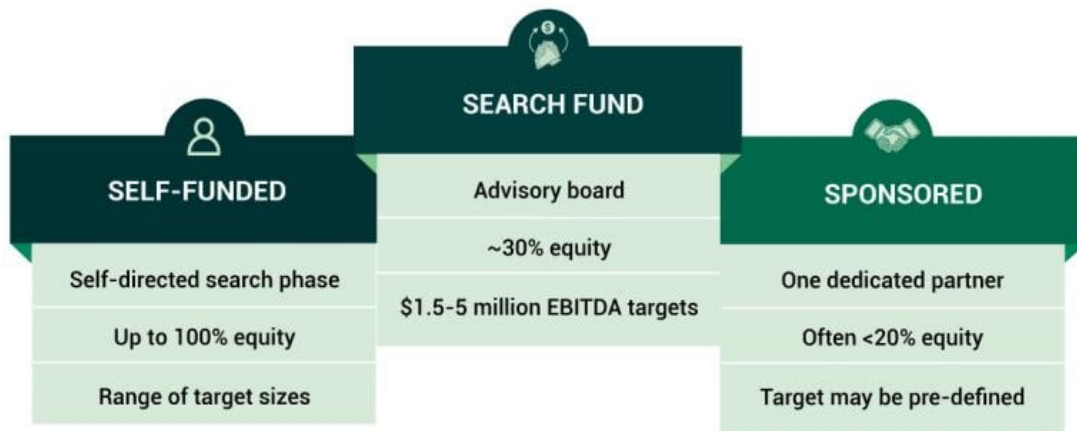 SELF-FUNDED
Self-directed search phase
Up to 100% equity
Range of target sizes
$
SEARCH FUND
Advisory board
~30% equity
$1.5-5 million EBITDA targets
SPONSORED
One dedicated partner
Often <20% equity
Target may be pre-defined